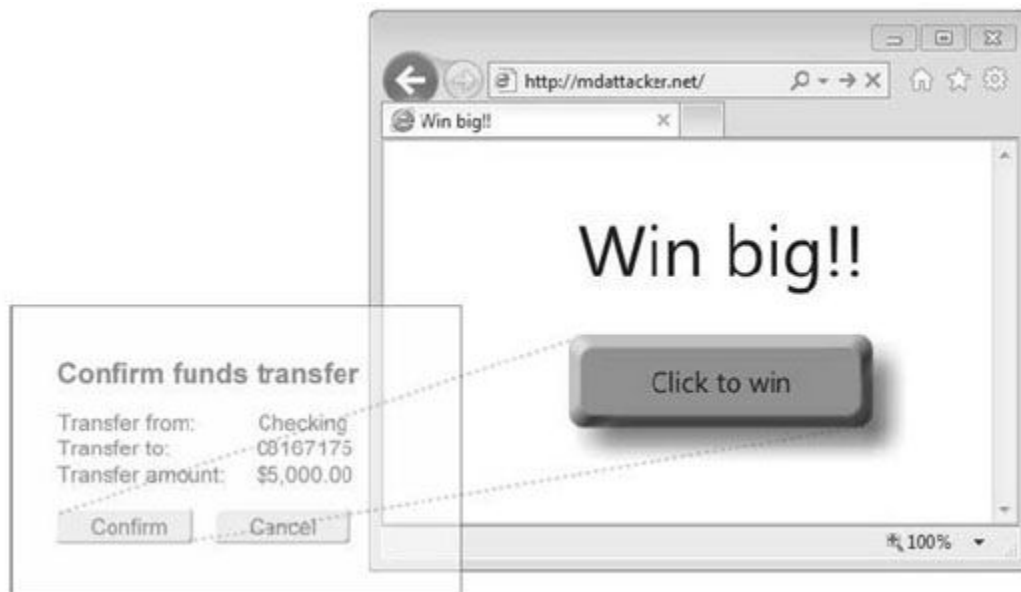 http://mdattacker.net/
Win big!!
Win big!!
Click to win
Confirm funds transfer
Transfer from: Checking
Transfer to: 08167175
Transfer amount: $5,000.00
Confirm Cancel
100%